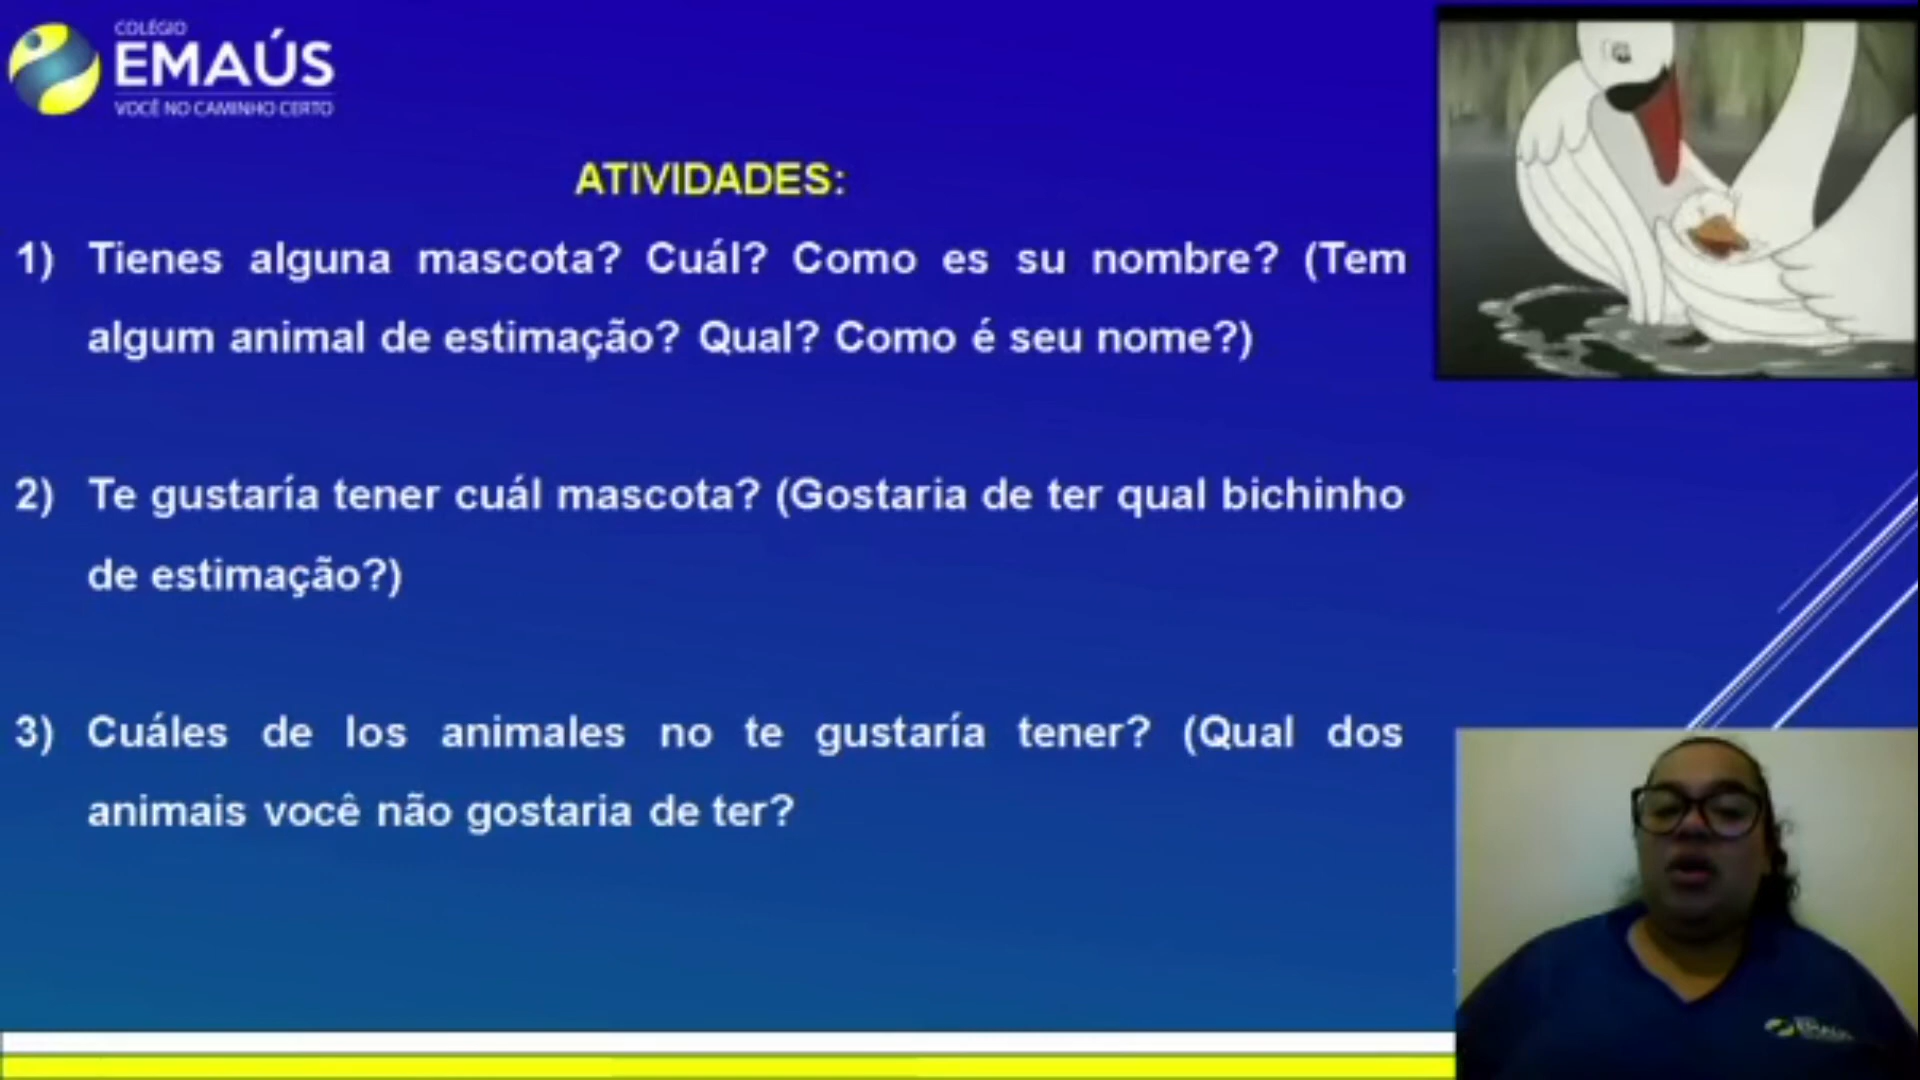 COLÉGIO
EMAÚS
VOCÊ NO CAMINHO CERTO
ATIVIDADES:
1) Tienes alguna mascota? Cuál? Como es su nombre? (Tem
algum animal de estimação? Qual? Como é seu nome?)
2) Te gustaría tener cuál mascota? (Gostaria de ter qual bichinho
de estimação?)
3) Cuáles de los animales no te gustaría tener? (Qual dos
animais você não gostaria de ter?
EMAÚS